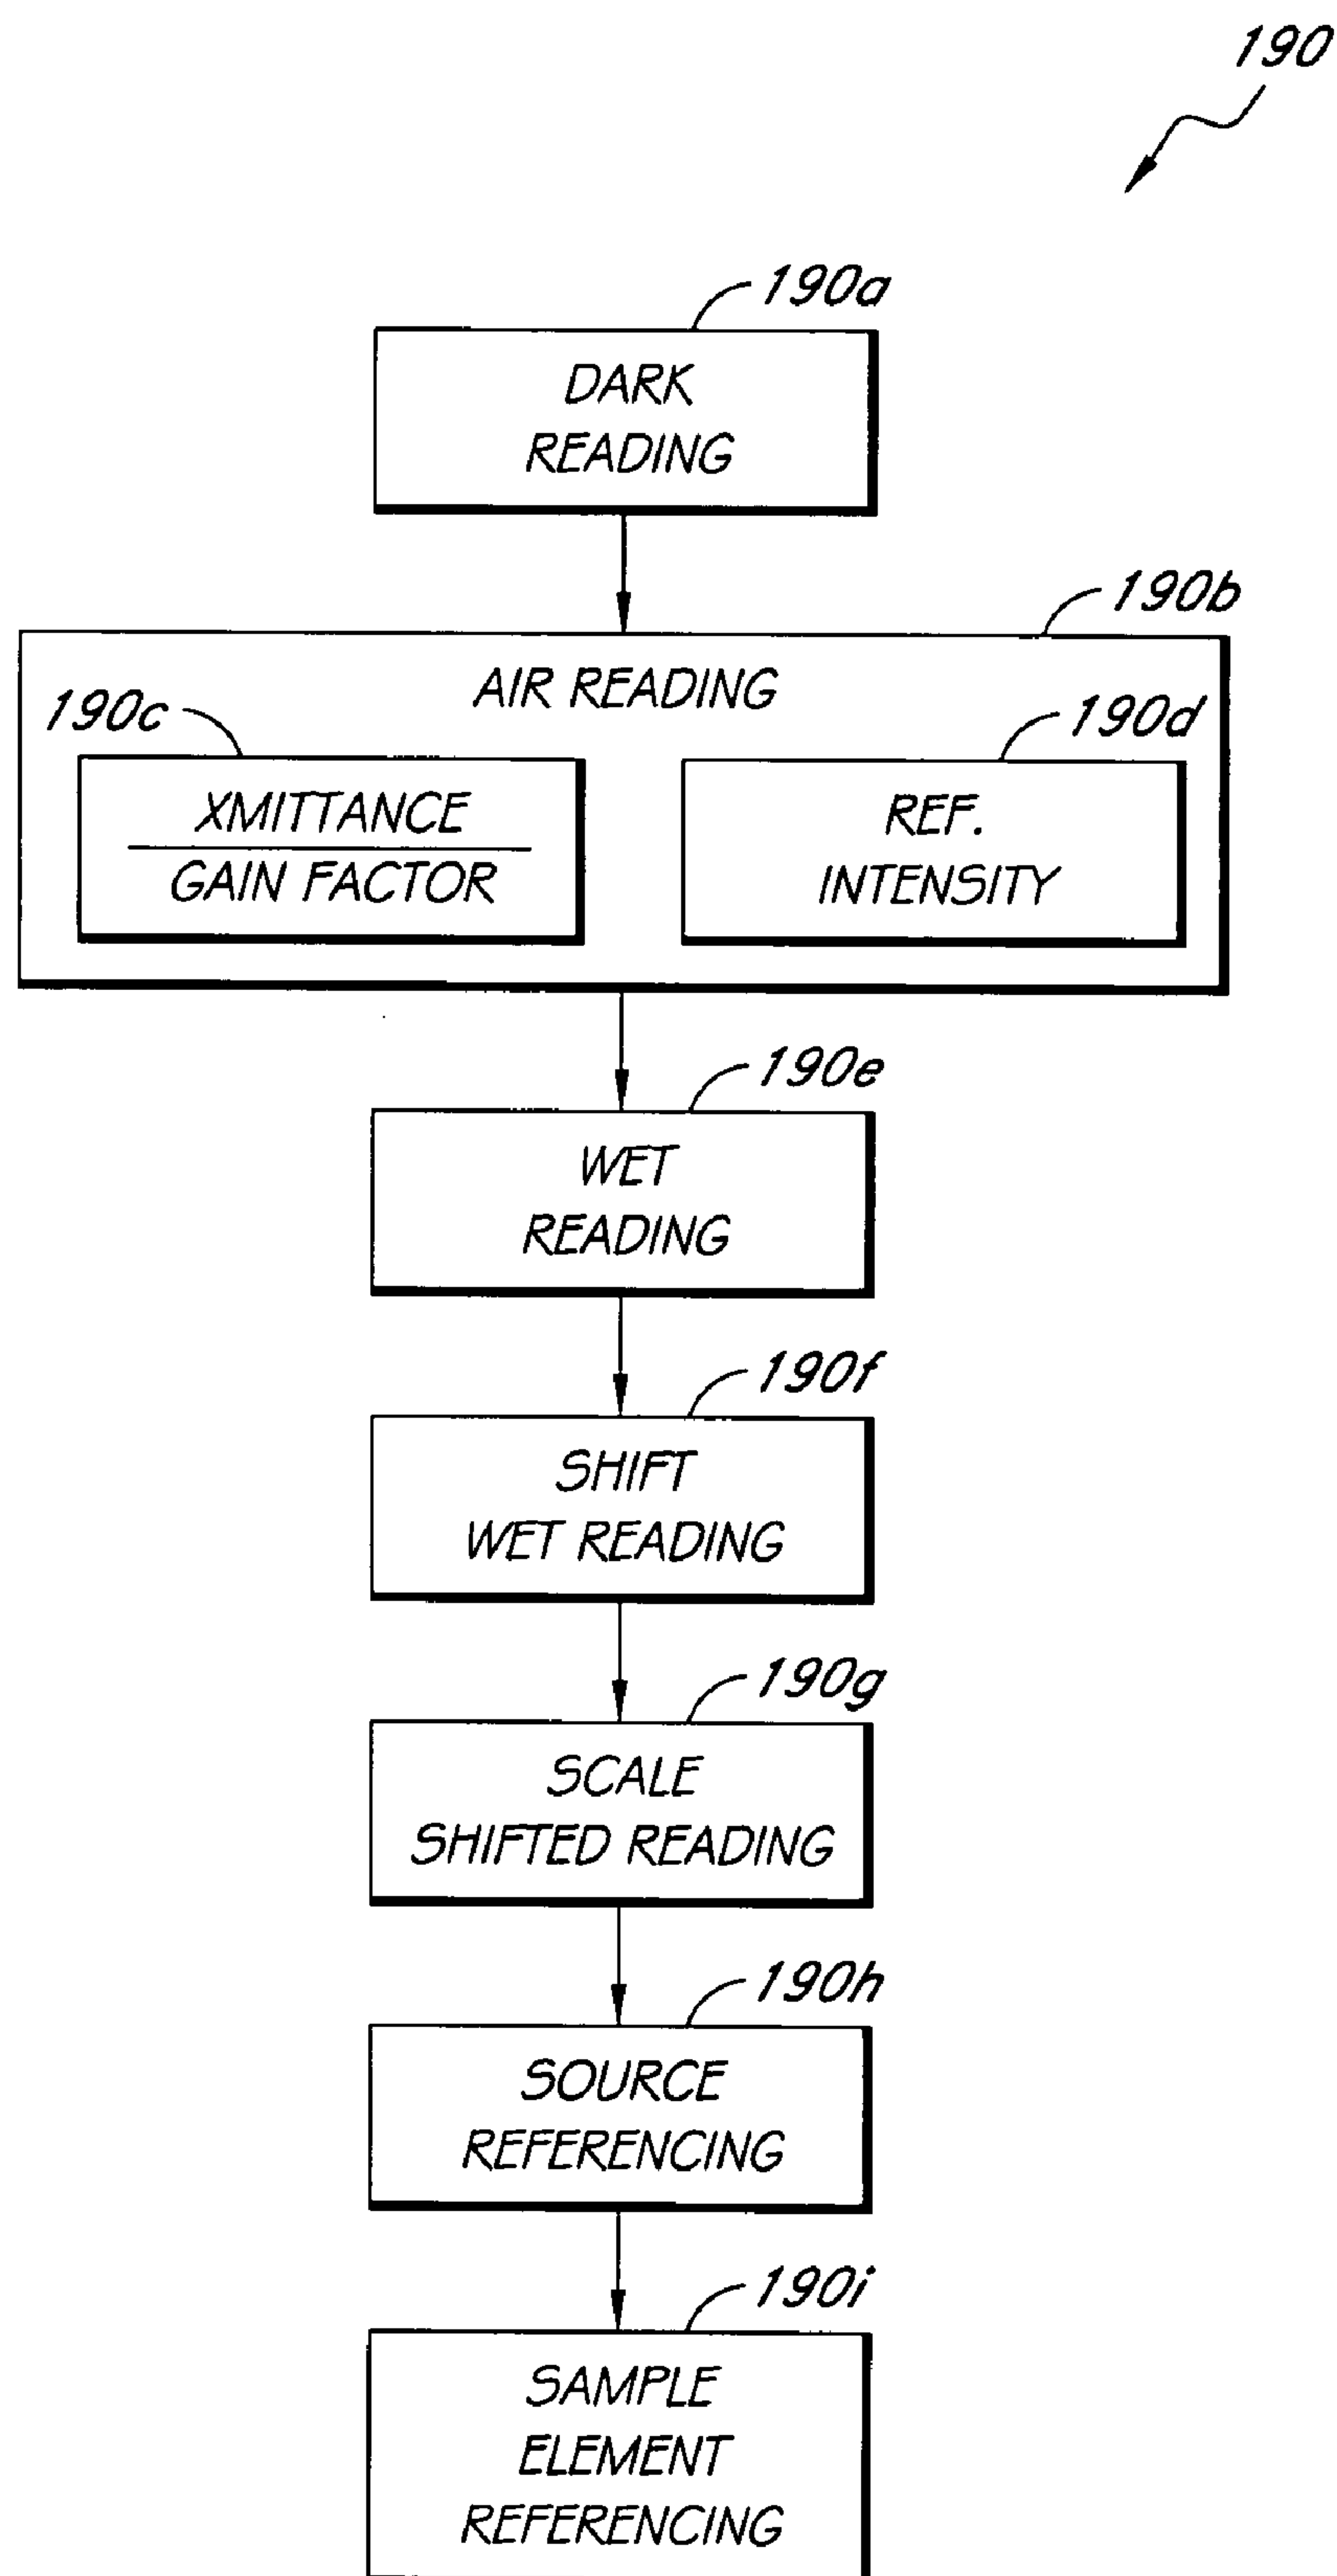 190
190a
DARK
READING
190b
AIR READING
190c
XMITTANCE
GAIN FACTOR
190d
REF.
INTENSITY
190e
WET
READING
190f
SHIFT
WET READING
190g
SCALE
SHIFTED READING
190h
SOURCE
REFERENCING
190i
SAMPLE
ELEMENT
REFERENCING